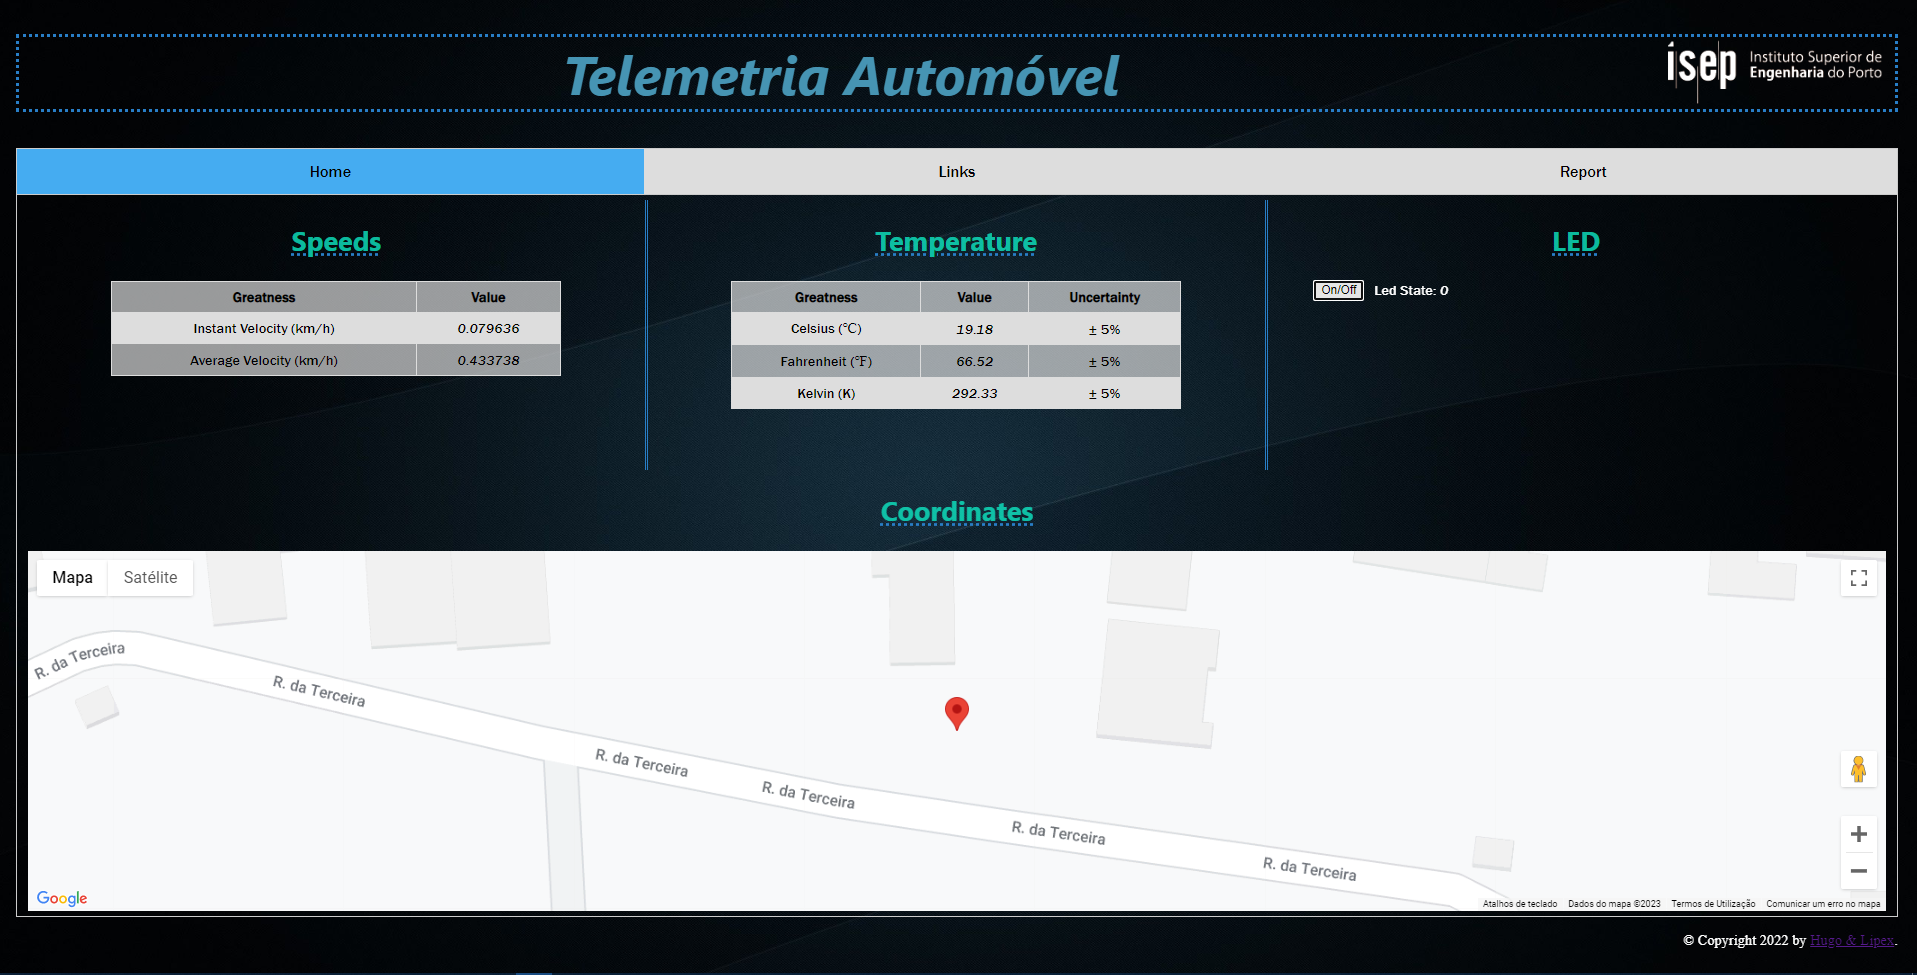 Telemetria Automóvel
isep Instituto Superior de
Engenharia do Porto
Home Links Report
Speeds
Greatness Value
Instant Velocity (km/h) 0.079636
Average Velocity (km/h) 0.433738
Temperature
Greatness Value Uncertainty
Celsius (℃) 19.18 ± 5%
Fahrenheit (℉) 66.52 ± 5%
Kelvin (K) 292.33 ± 5%
LED
On/Off Led State: 0
Coordinates
Mapa Satélite
R. da Terceira
R. da Terceira
R. da Terceira
R. da Terceira
R. da Terceira
R. da Terceira
Google
Atalhos de teclado Dados do mapa ©2023 Termos de Utilização Comunicar um erro no mapa
© Copyright 2022 by Hugo & Lipex.